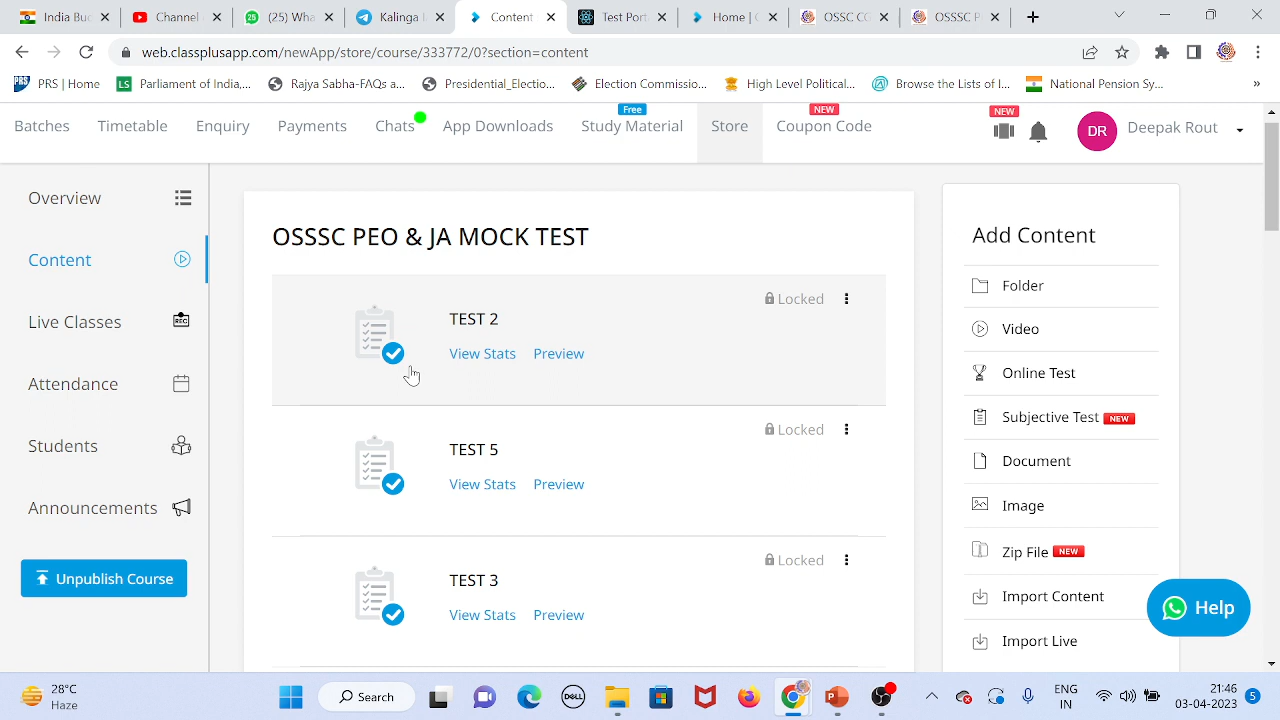 India Bud
Channel c
(25) Wha
Kalinga I
Content
Test Port
Home | C
OSSC CC
OSSC P
web.classplusapp.com/newApp/store/course/333772/0?section=content
PRS | Home
Parliament of India,...
Rajya Sabha-FAQs a...
Presidential_Electio...
Election Commissio...
High Level Political...
Browse the Lists of I...
National Pension Sy...
»
Batches
Timetable
Enquiry
Payments
Chats
App Downloads
Free
Study Material
Store
NEW
Coupon Code
NEW
DR
Deepak Rout
Overview
Content
Live Classes
REC
Attendance
Students
Announcements
Unpublish Course
OSSSC PEO & JA MOCK TEST
Locked
TEST 2
View Stats Preview
Locked
TEST 5
View Stats Preview
Locked
TEST 3
View Stats Preview
Add Content
Folder
Video
Online Test
Subjective Test NEW
Document
Image
Zip File NEW
Import Content
Import Live
Help
28°C
Haze
Search
DELL
ENG
IN
21:46
03-04-2023
5